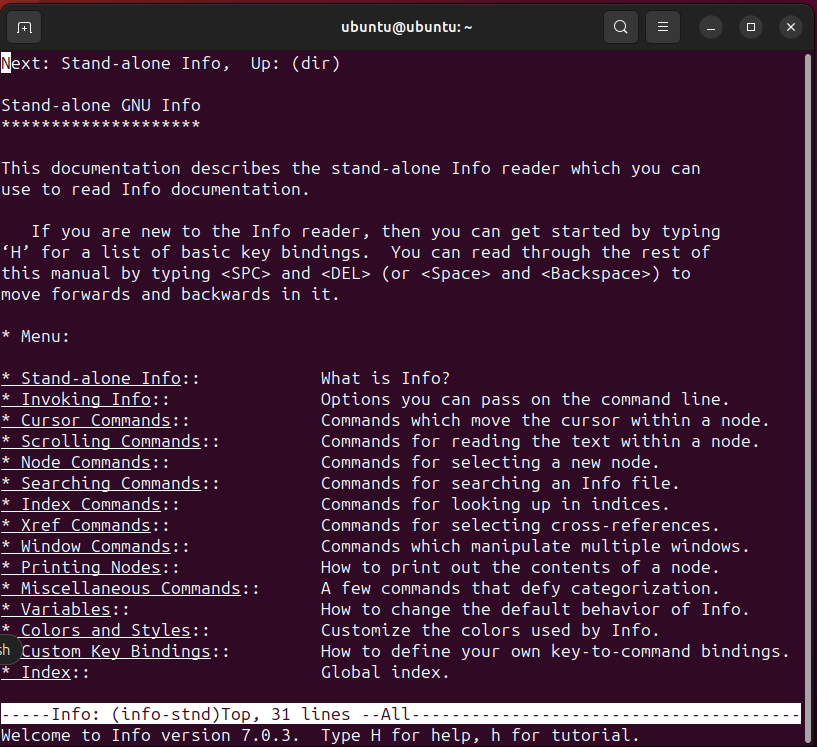 ubuntu@ubuntu: ~
Next: Stand-alone Info,  Up: (dir)
Stand-alone GNU Info
********************
This documentation describes the stand-alone Info reader which you can
use to read Info documentation.
   If you are new to the Info reader, then you can get started by typing
‘H’ for a list of basic key bindings.  You can read through the rest of
this manual by typing <SPC> and <DEL> (or <Space> and <Backspace>) to
move forwards and backwards in it.
* Menu:
* Stand-alone Info::            What is Info?
* Invoking Info::               Options you can pass on the command line.
* Cursor Commands::             Commands which move the cursor within a node.
* Scrolling Commands::          Commands for reading the text within a node.
* Node Commands::               Commands for selecting a new node.
* Searching Commands::          Commands for searching an Info file.
* Index Commands::              Commands for looking up in indices.
* Xref Commands::               Commands for selecting cross-references.
* Window Commands::             Commands which manipulate multiple windows.
* Printing Nodes::              How to print out the contents of a node.
* Miscellaneous Commands::      A few commands that defy categorization.
* Variables::                   How to change the default behavior of Info.
* Colors and Styles::           Customize the colors used by Info.
sh Custom Key Bindings::         How to define your own key-to-command bindings.
* Index::                       Global index.
-----Info: (info-stnd)Top, 31 lines --All---------------------------------------
Welcome to Info version 7.0.3.  Type H for help, h for tutorial.